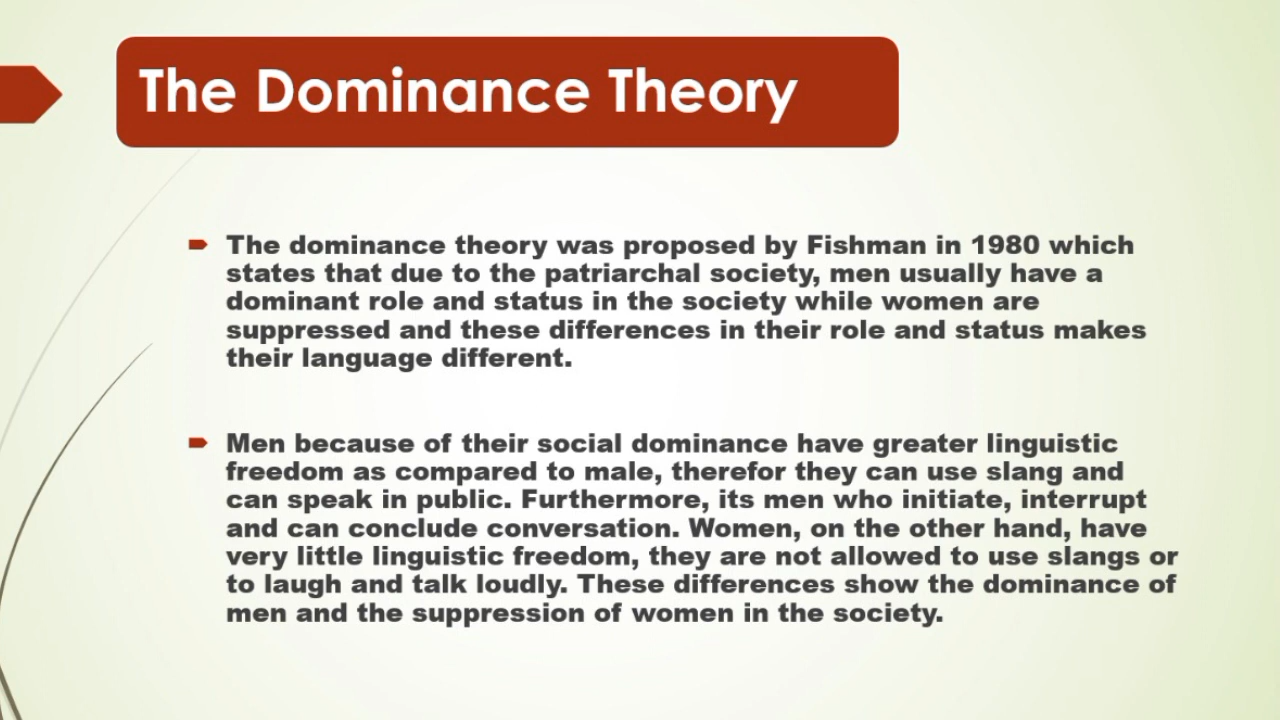 The Dominance Theory
The dominance theory was proposed by Fishman in 1980 which
states that due to the patriarchal society, men usually have a
dominant role and status in the society while women are
suppressed and these differences in their role and status makes
their language different.
Men because of their social dominance have greater linguistic
freedom as compared to male, therefor they can use slang and
can speak in public. Furthermore, its men who initiate, interrupt
and can conclude conversation. Women, on the other hand, have
very little linguistic freedom, they are not allowed to use slangs or
to laugh and talk loudly. These differences show the dominance of
men and the suppression of women in the society.